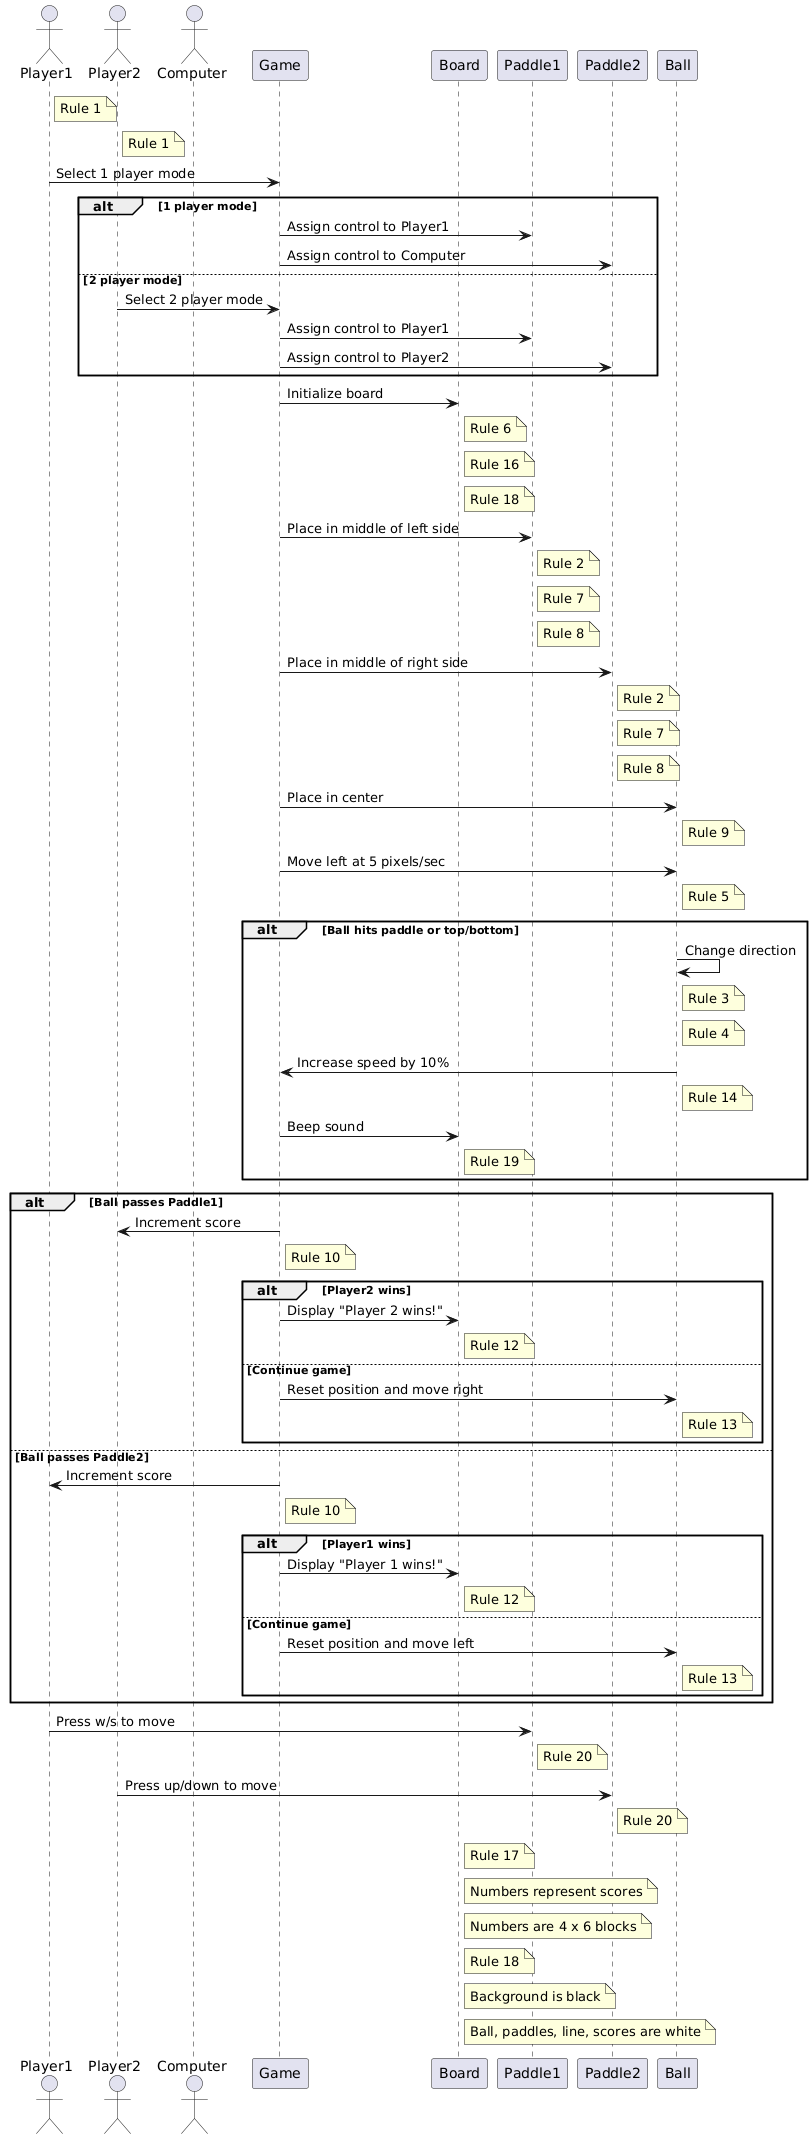 Player1
Player2
Computer
Game
Board
Paddle1
Paddle2
Ball
Rule 1
Rule 1
Select 1 player mode
alt
[1 player mode]
Assign control to Player1
Assign control to Computer
[2 player mode]
Select 2 player mode
Assign control to Player1
Assign control to Player2
Initialize board
Rule 6
Rule 16
Rule 18
Place in middle of left side
Rule 2
Rule 7
Rule 8
Place in middle of right side
Rule 2
Rule 7
Rule 8
Place in center
Rule 9
Move left at 5 pixels/sec
Rule 5
alt
[Ball hits paddle or top/bottom]
Change direction
Rule 3
Rule 4
Increase speed by 10%
Rule 14
Beep sound
Rule 19
alt
[Ball passes Paddle1]
Increment score
Rule 10
alt
[Player2 wins]
Display "Player 2 wins!"
Rule 12
[Continue game]
Reset position and move right
Rule 13
[Ball passes Paddle2]
Increment score
Rule 10
alt
[Player1 wins]
Display "Player 1 wins!"
Rule 12
[Continue game]
Reset position and move left
Rule 13
Press w/s to move
Rule 20
Press up/down to move
Rule 20
Rule 17
Numbers represent scores
Numbers are 4 x 6 blocks
Rule 18
Background is black
Ball, paddles, line, scores are white
Player1
Player2
Computer
Game
Board
Paddle1
Paddle2
Ball